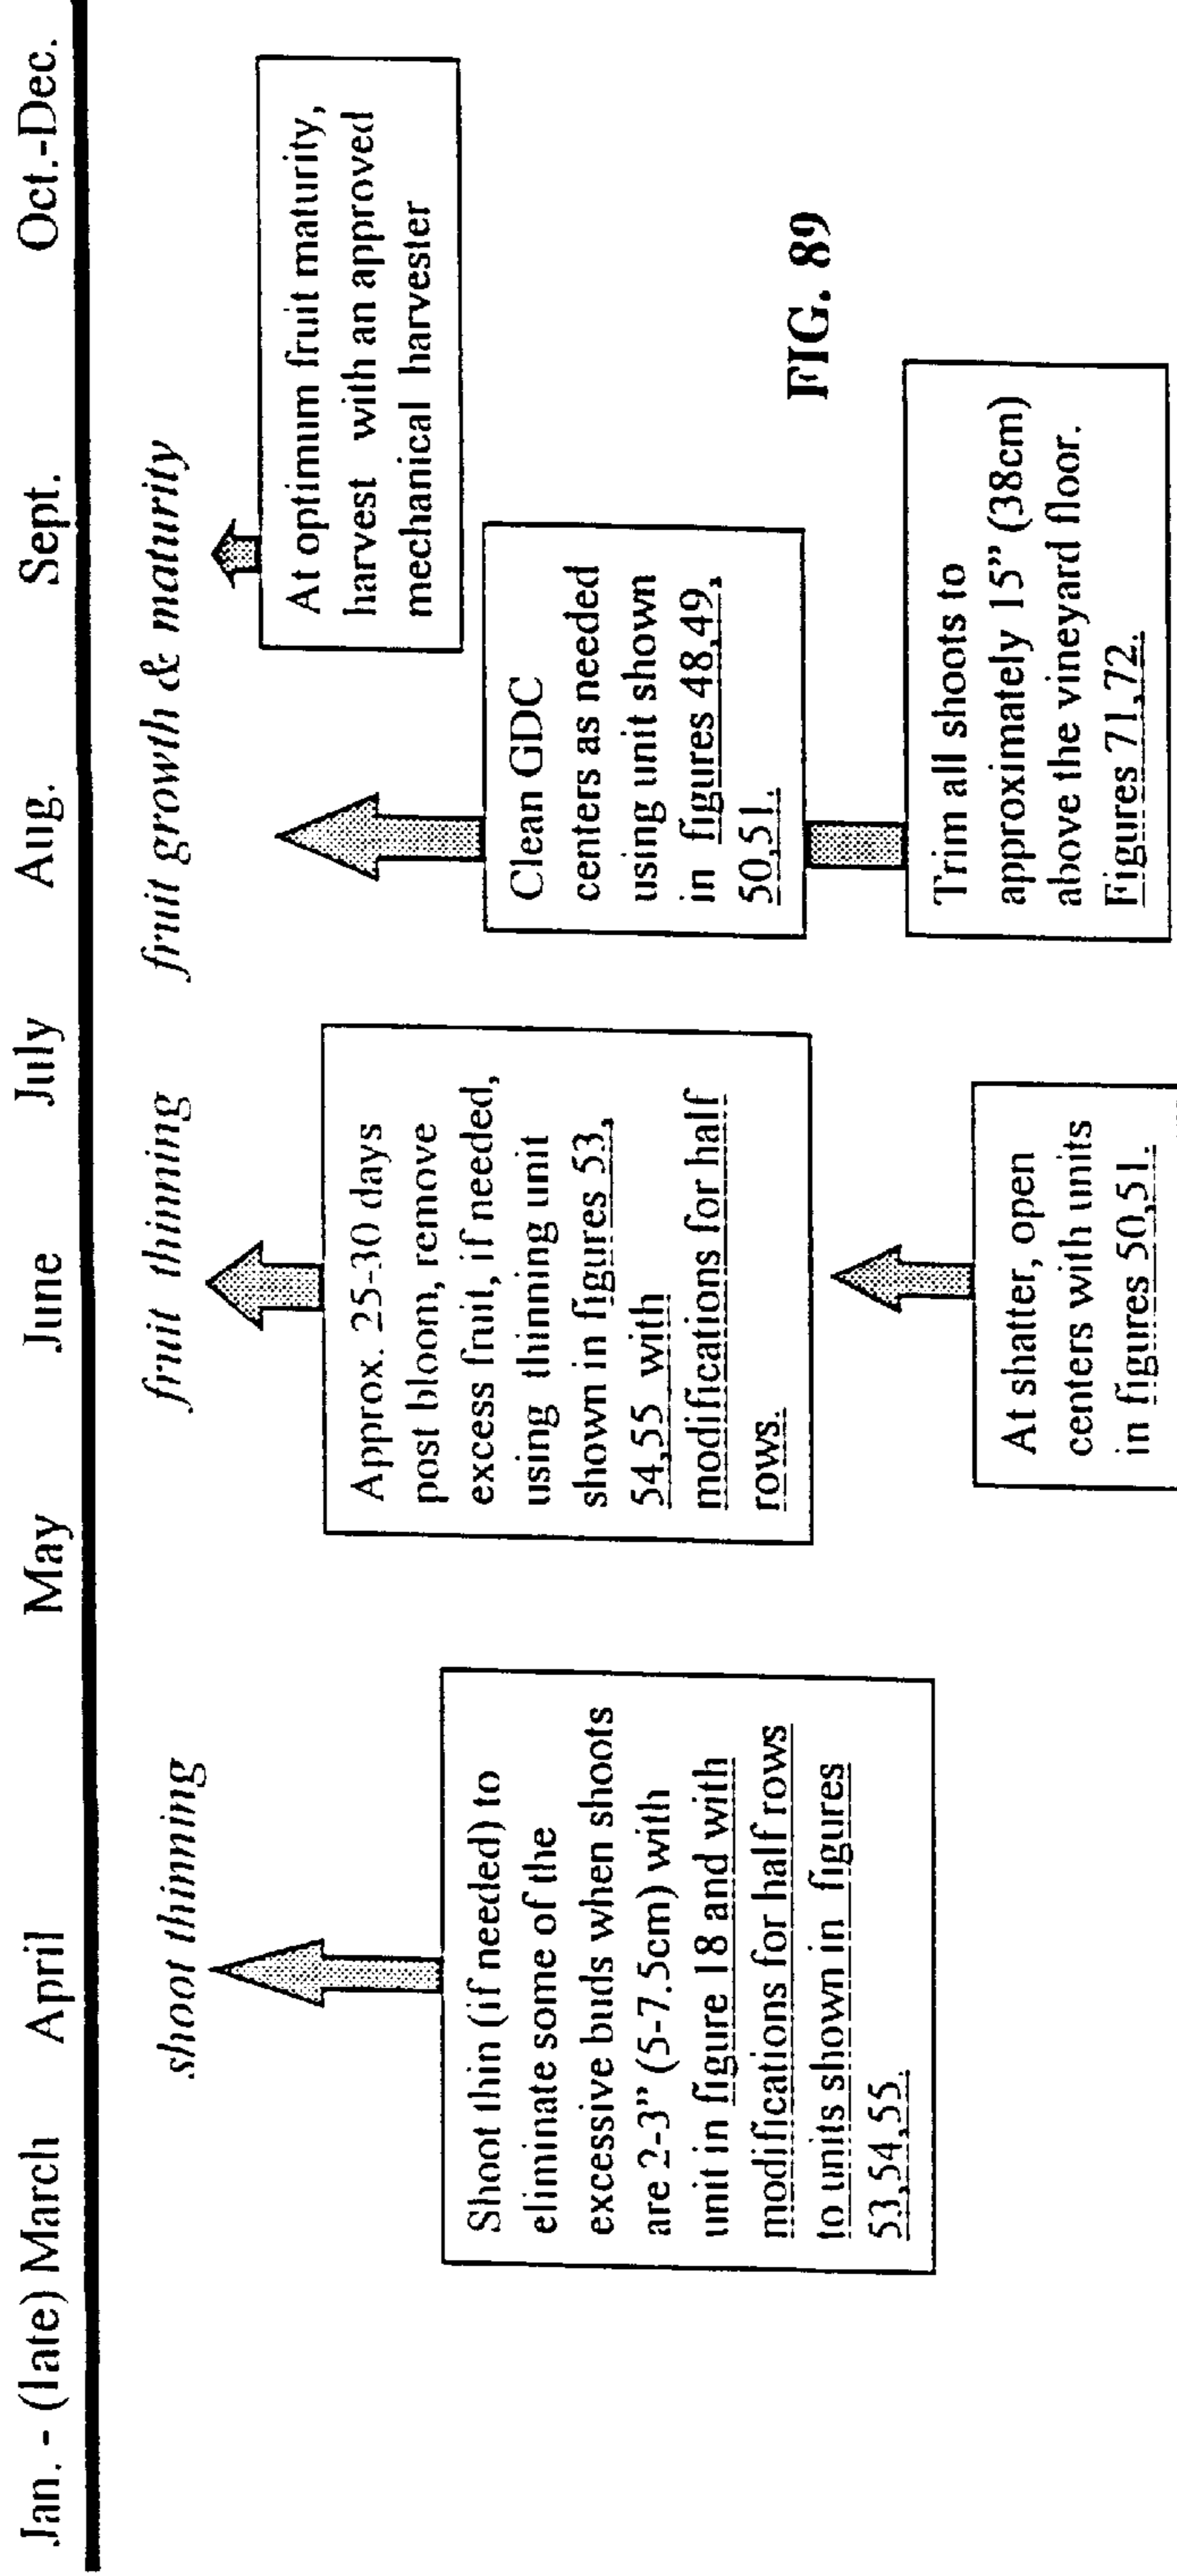 Jan. - (late) March April May June July Aug. Sept. Oct.-Dec.
shoot thinning fruit thinning fruit growth & maturity
Shoot thin (if needed) to
eliminate some of the
excessive buds when shoots
are 2-3" (5-7.5cm) with
unit in figure 18 and with
modifications for half rows
to units shown in figures
53,54,55.
Approx. 25-30 days
post bloom, remove
excess fruit, if needed,
using thinning unit
shown in figures 53,
54,55 with
modifications for half
rows.
At shatter, open
centers with units
in figures 50,51.
Clean GDC
centers as needed
using unit shown
in figures 48,49,
50,51.
Trim all shoots to
approximately 15" (38cm)
above the vineyard floor.
Figures 71,72.
At optimum fruit maturity,
harvest with an approved
mechanical harvester
FIG. 89